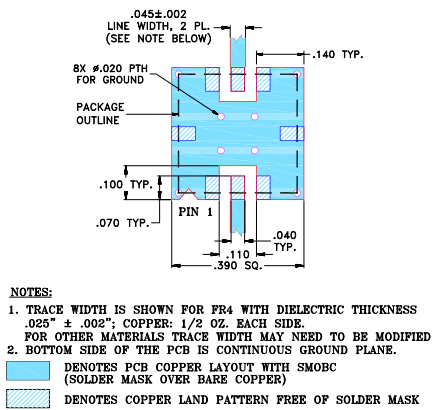 .045±.002
LINE WIDTH, 2 PL.
(SEE NOTE BELOW)
.140 TYP.
8X ø.020 PTH
FOR GROUND
PACKAGE
OUTLINE
.100 TYP.
.070 TYP.
PIN 1
.040
TYP.
.110
.390 SQ.
NOTES:
1. TRACE WIDTH IS SHOWN FOR FR4 WITH DIELECTRIC THICKNESS
.025" ± .002"; COPPER: 1/2 OZ. EACH SIDE.
FOR OTHER MATERIALS TRACE WIDTH MAY NEED TO BE MODIFIED
2. BOTTOM SIDE OF THE PCB IS CONTINUOUS GROUND PLANE.
DENOTES PCB COPPER LAYOUT WITH SMOBC
(SOLDER MASK OVER BARE COPPER)
DENOTES COPPER LAND PATTERN FREE OF SOLDER MASK